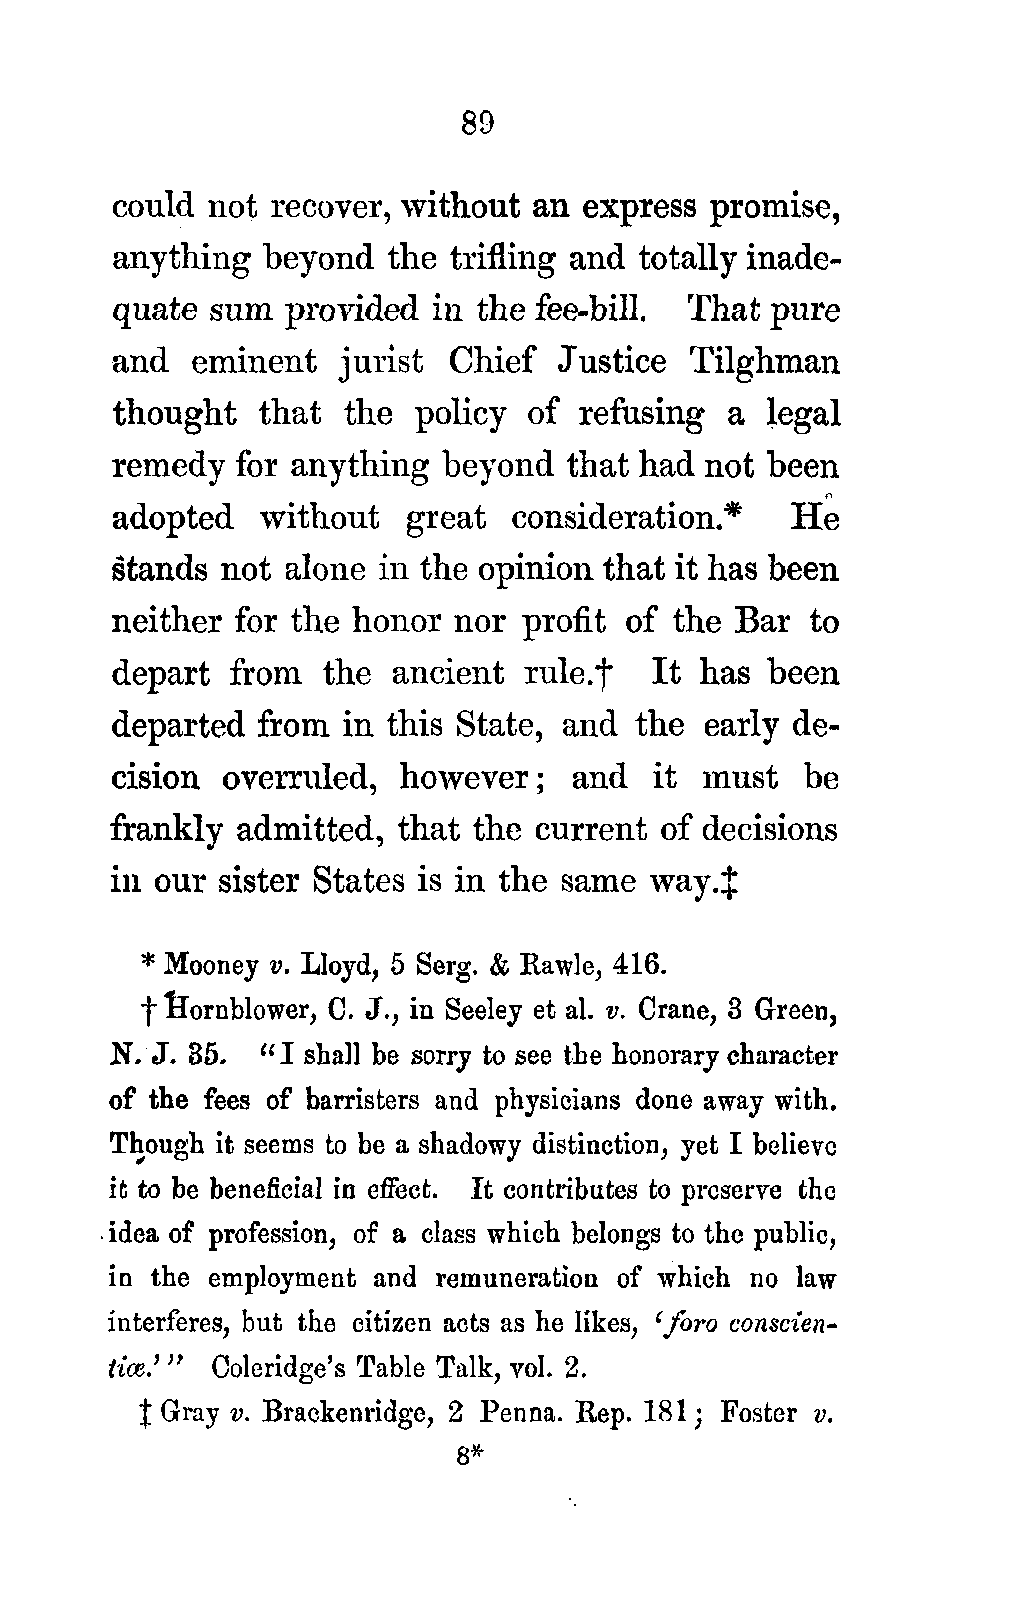 89
could not recover, without an express promise,
anything beyond the trifling and totally inade-
quate sum provided in the fee-bill. That pure
and eminent jurist Chief Justice Tilghman
thought that the policy of refusing a legal
remedy for anything beyond that had not been
adopted without great consideration.* He
stands not alone in the opinion that it has been
neither for the honor nor profit of the Bar to
depart from the ancient rule.† It has been
departed from in this State, and the early de-
cision overruled, however; and it must be
frankly admitted, that the current of decisions
in our sister States is in the same way.‡
* Mooney v. Lloyd, 5 Serg. & Rawle, 416.
† Hornblower, C. J., in Seeley et al. v. Crane, 3 Green,
N. J. 35. "I shall be sorry to see the honorary character
of the fees of barristers and physicians done away with.
Though it seems to be a shadowy distinction, yet I believe
it to be beneficial in effect. It contributes to preserve the
idea of profession, of a class which belongs to the public,
in the employment and remuneration of which no law
interferes, but the citizen acts as he likes, 'foro conscien-
tiæ.'" Coleridge's Table Talk, vol. 2.
‡ Gray v. Brackenridge, 2 Penna. Rep. 181; Foster v.
8*